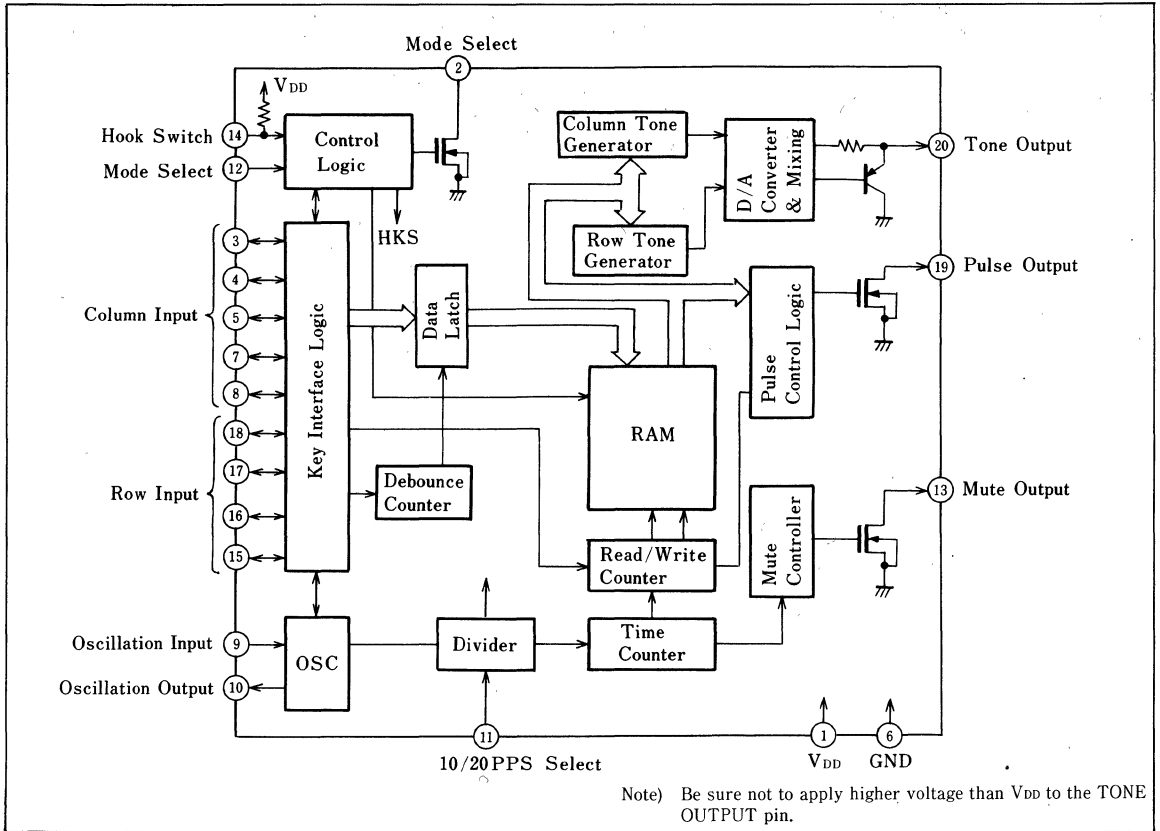 Mode Select
2
VDD
Hook Switch
14
Mode Select
12
Control
Logic
HKS
Column Tone
Generator
Row Tone
Generator
D/A
Converter
& Mixing
20
Tone Output
Column Input
3
4
5
7
8
Row Input
18
17
16
15
Key Interface Logic
Data
Latch
Debounce
Counter
RAM
Pulse
Control Logic
19
Pulse Output
Read/Write
Counter
Mute
Controller
13
Mute Output
Oscillation Input
9
Oscillation Output
10
OSC
Divider
Time
Counter
11
10/20PPS Select
1
VDD
6
GND
Note) Be sure not to apply higher voltage than VDD to the TONE
OUTPUT pin.